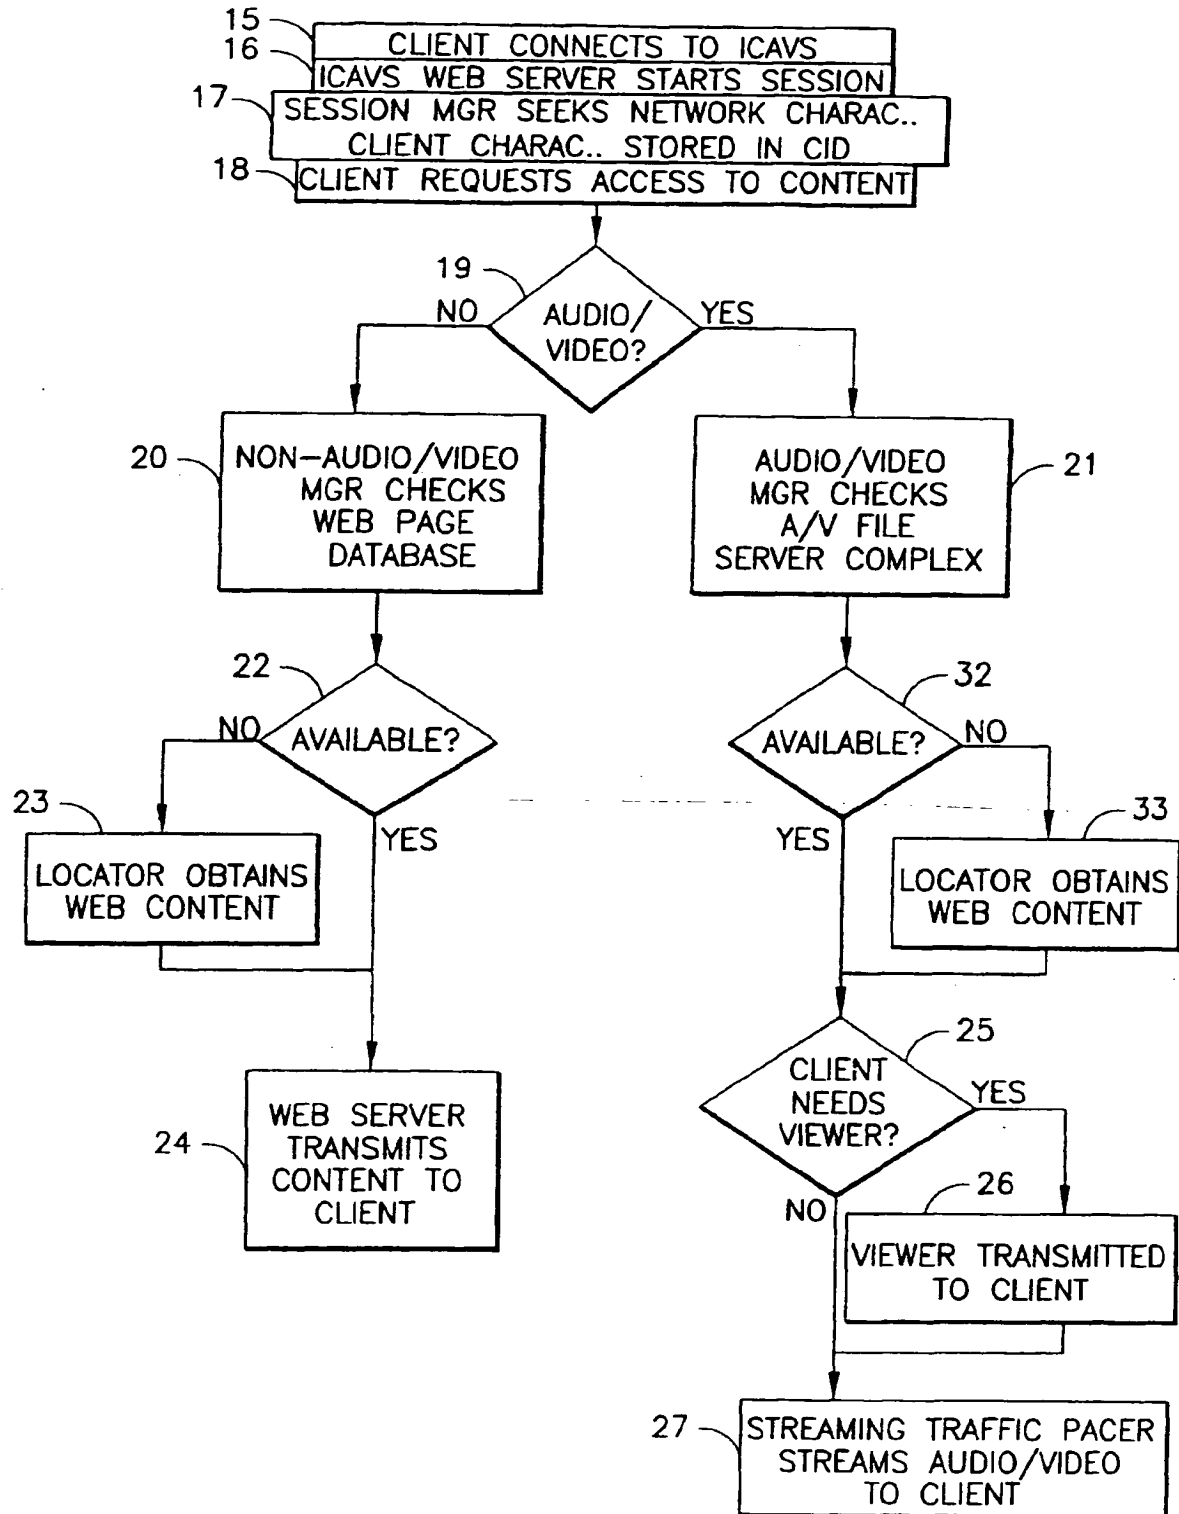 15
CLIENT CONNECTS TO ICAVS
16
ICAVS WEB SERVER STARTS SESSION
17
SESSION MGR SEEKS NETWORK CHARAC..
CLIENT CHARAC.. STORED IN CID
18
CLIENT REQUESTS ACCESS TO CONTENT
19
NO
AUDIO/
VIDEO?
YES
20
NON-AUDIO/VIDEO
MGR CHECKS
WEB PAGE
DATABASE
AUDIO/VIDEO
MGR CHECKS
A/V FILE
SERVER COMPLEX
21
22
NO
AVAILABLE?
YES
32
AVAILABLE?
NO
YES
23
LOCATOR OBTAINS
WEB CONTENT
33
LOCATOR OBTAINS
WEB CONTENT
24
WEB SERVER
TRANSMITS
CONTENT TO
CLIENT
25
CLIENT
NEEDS
VIEWER?
YES
NO
26
VIEWER TRANSMITTED
TO CLIENT
27
STREAMING TRAFFIC PACER
STREAMS AUDIO/VIDEO
TO CLIENT